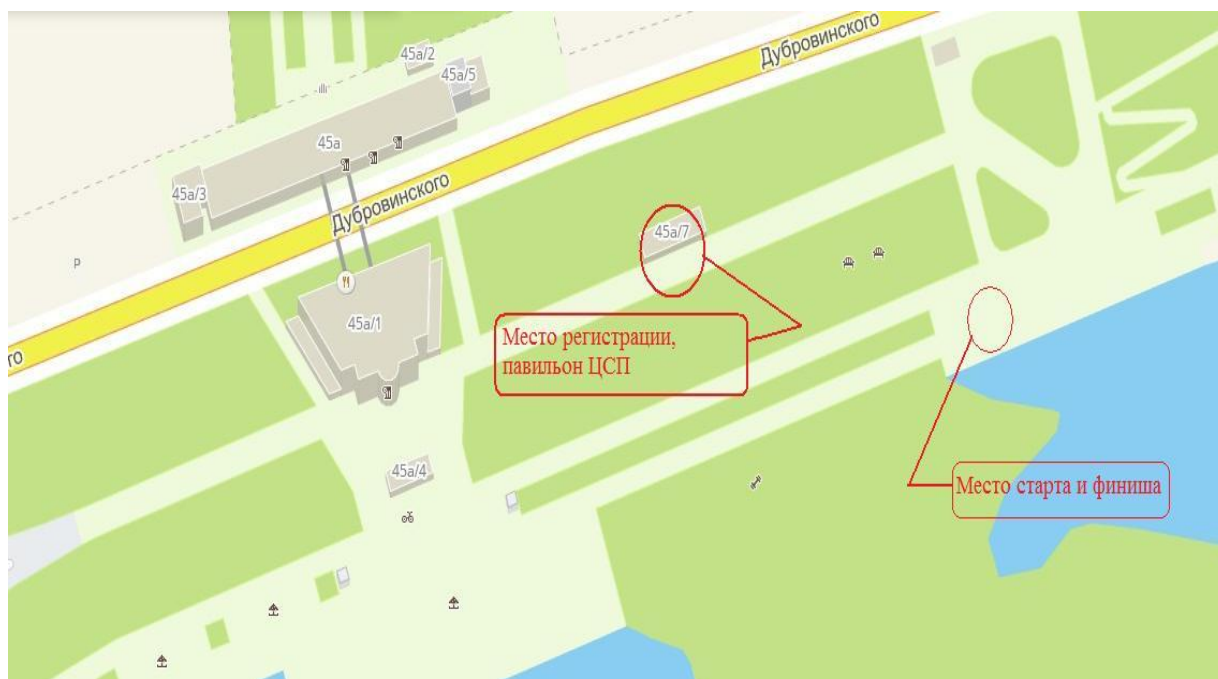 Дубровинского
45а/2
45а/5
45а
45а/3
Дубровинского
45а/7
Р
45а/1
го
Место регистрации,
павильон ЦСП
45а/4
Место старта и финиша